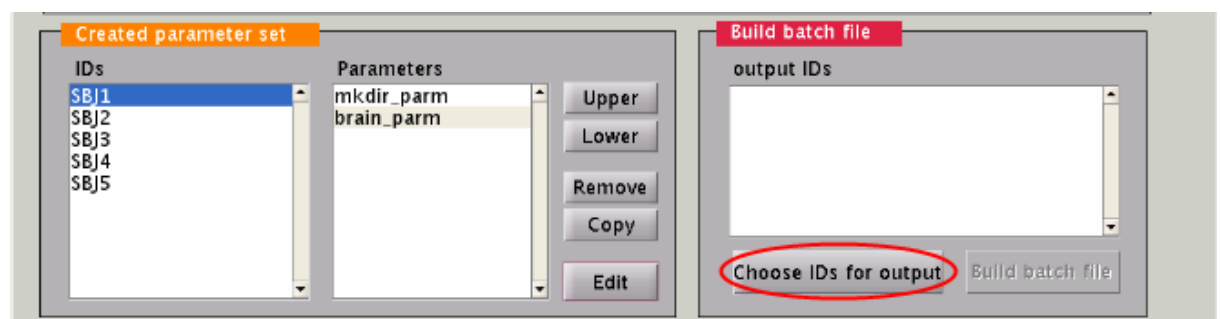 Created parameter set
IDs
SBJ1
SBJ2
SBJ3
SBJ4
SBJ5
Parameters
mkdir_parm
brain_parm
Upper
Lower
Remove
Copy
Edit
Build batch file
output IDs
Choose IDs for output
Build batch file